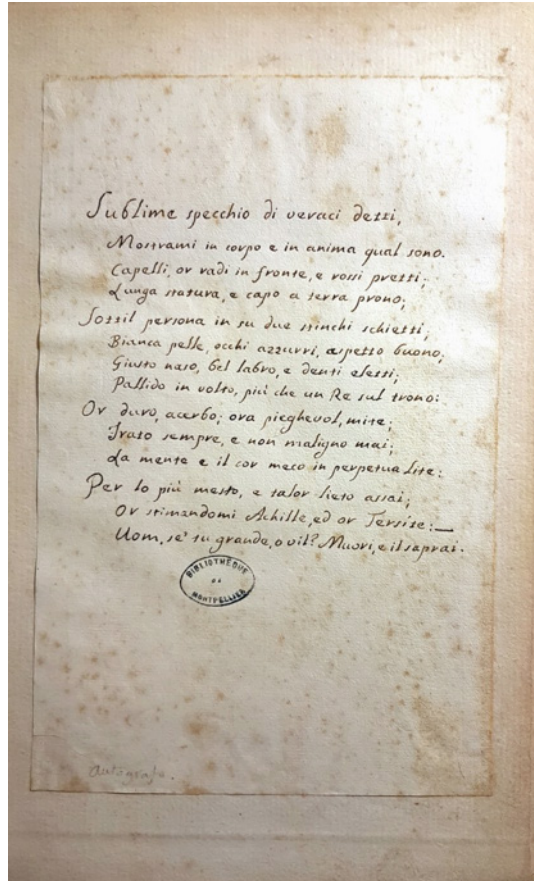 Sublime specchio di veraci detti,
Mostrami in corpo e in anima qual sono.
Capelli, or radi in fronte, e rossi pretti;
Lunga statura, e capo a terra prono;
Sottil persona in su due stinchi schietti;
Bianca pelle, occhi azzurri, aspetto buono;
Giusto naso, bel labro, e denti eletti;
Pallido in volto, più che un Re sul trono:
Or duro, acerbo; ora pieghevol, mite;
Irato sempre, e non maligno mai;
La mente e il cor meco in perpetua lite:
Per lo più mesto, e talor lieto assai;
Or stimandomi Achille, ed or Tersite:—
Uom, se' tu grande, o vil? Muori, e il saprai.
BIBLIOTHÈQUE
DE
MONTPELLIER
autografo.